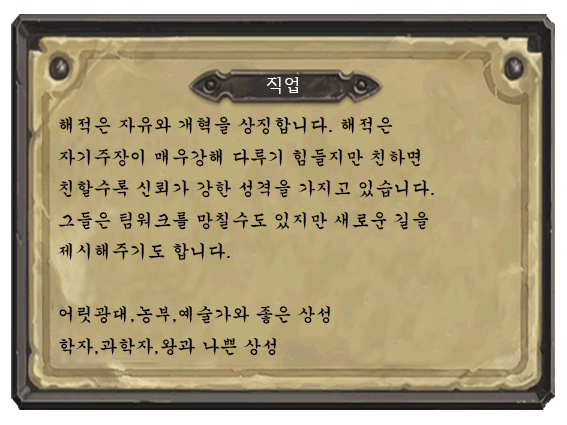 직업
해적은 자유와 개혁을 상징합니다. 해적은
자기주장이 매우강해 다루기 힘들지만 친하면
친할수록 신뢰가 강한 성격을 가지고 있습니다.
그들은 팀워크를 망칠수도 있지만 새로운 길을
제시해주기도 합니다.
어릿광대,농부,예술가와 좋은 상성
학자,과학자,왕과 나쁜 상성